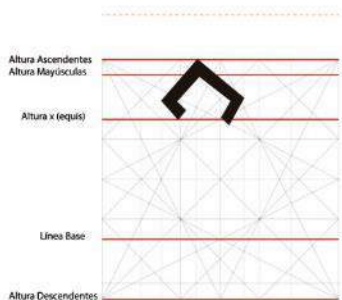 Altura Ascendentes
Altura Mayúsculas
Altura x (equis)
Línea Base
Altura Descendentes